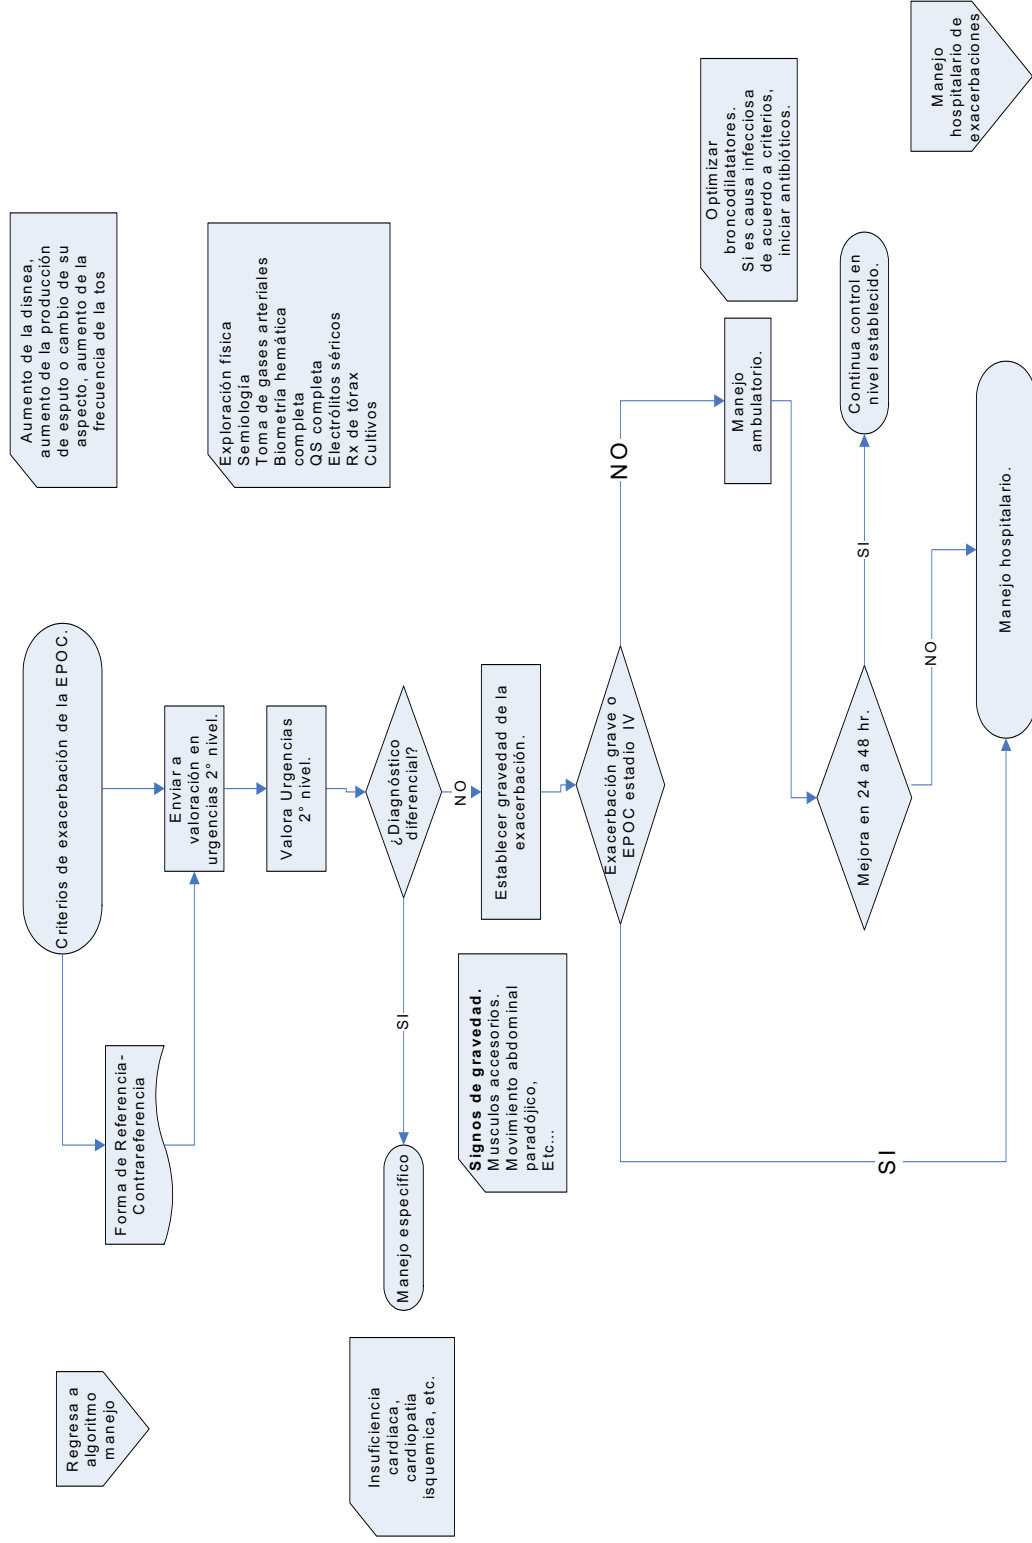 Regresa a
algoritmo
manejo
Criterios de exacerbación de la EPOC.
Aumento de la disnea,
aumento de la producción
de esputo o cambio de su
aspecto, aumento de la
frecuencia de la tos
Forma de Referencia-
Contrareferencia
Enviar a
valoración en
urgencias 2° nivel.
Valora Urgencias
2° nivel.
Exploración física
Semiología
Toma de gases arteriales
Biometría hemática
completa
QS completa
Electrólitos séricos
Rx de tórax
Cultivos
Insuficiencia
cardiaca,
cardiopatia
isquemica, etc.
Manejo específico
SI
¿Diagnóstico
diferencial?
NO
Signos de gravedad.
Musculos accesorios.
Movimiento abdominal
paradójico,
Etc...
Establecer gravedad de la
exacerbación.
Exacerbación grave o
EPOC estadio IV
NO
Optimizar
broncodilatatores.
Si es causa infecciosa
de acuerdo a criterios,
iniciar antibióticos.
Manejo
ambulatorio.
SI
Mejora en 24 a 48 hr.
SI
Continua control en
nivel establecido.
NO
Manejo hospitalario.
Manejo
hospitalario de
exacerbaciones